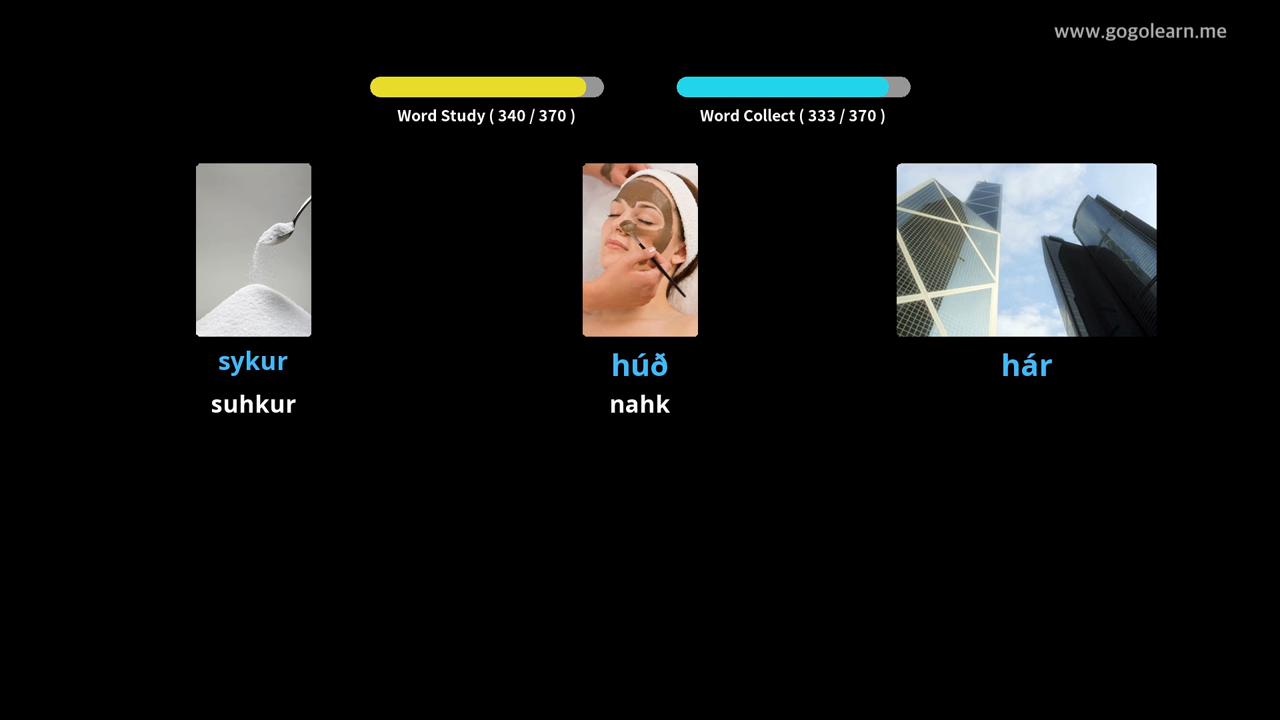 www.gogolearn.me
Word Study ( 340 / 370 )
Word Collect ( 333 / 370 )
sykur
húð
hár
suhkur
nahk